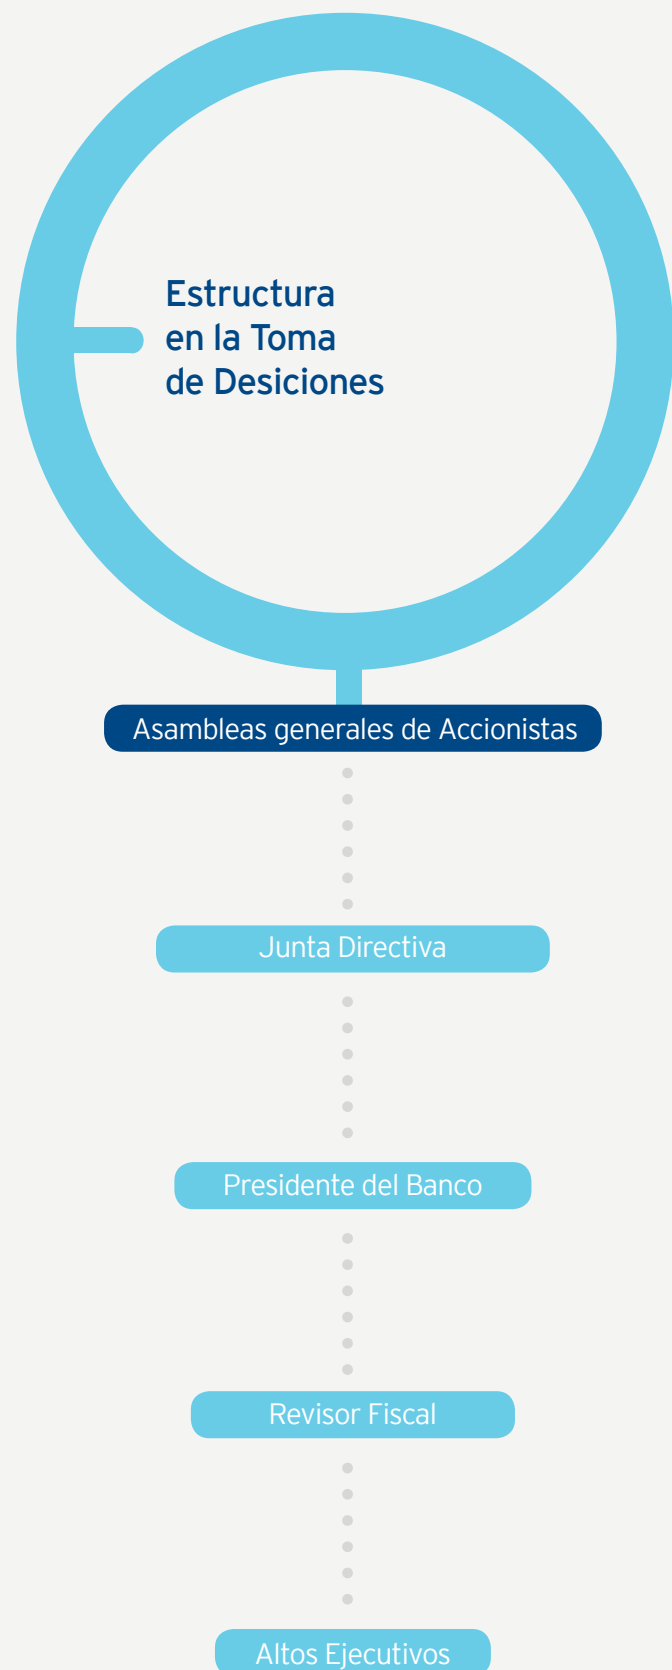 Estructura
en la Toma
de Desiciones
Asambleas generales de Accionistas
Junta Directiva
Presidente del Banco
Revisor Fiscal
Altos Ejecutivos